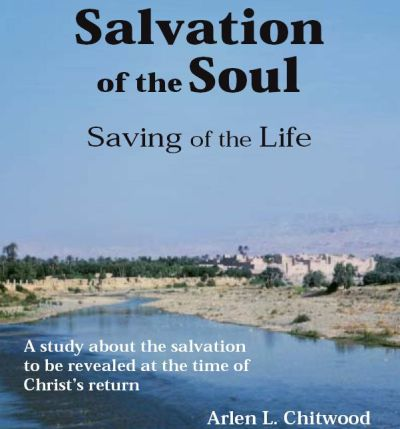 Salvation
of the Soul
Saving of the Life
A study about the salvation
to be revealed at the time of
Christ's return
Arlen L. Chitwood